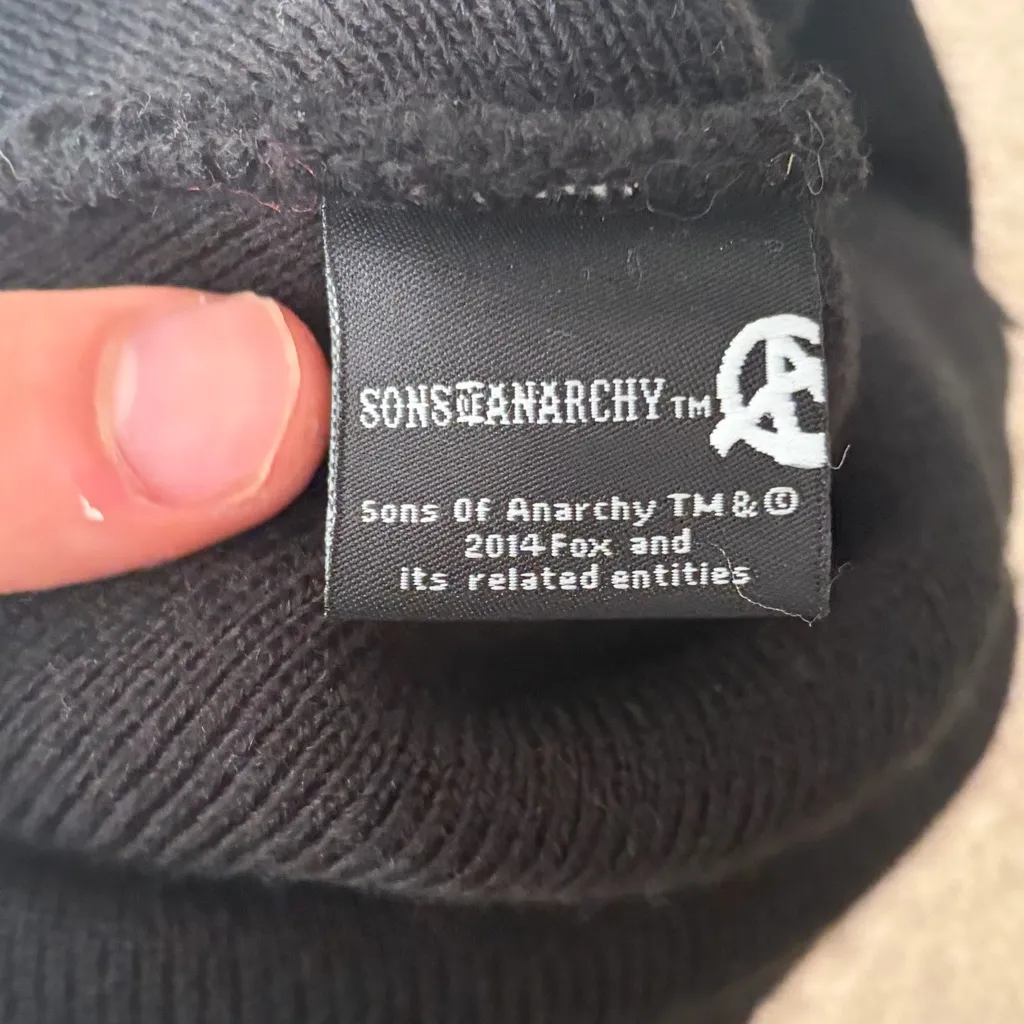 SONS OF ANARCHY TM
Sons Of Anarchy TM & ©
2014 Fox and
its related entities